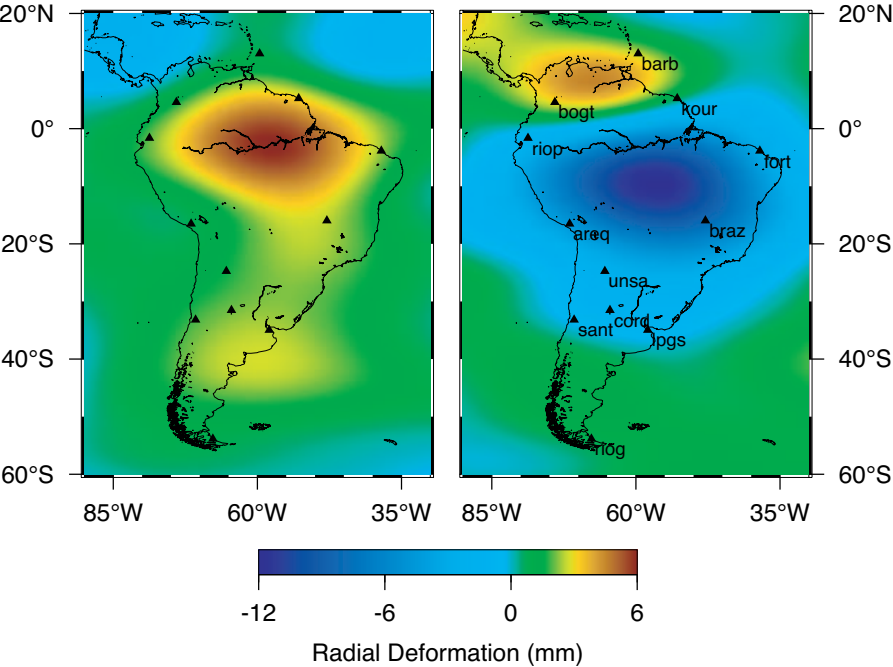 20°N
20°N
barb
bogt
kour
0°
0°
riop
fort
20°S
areq
braz
20°S
unsa
sant
cord
lpgs
40°S
40°S
riog
60°S
60°S
85°W
60°W
35°W
85°W
60°W
35°W
-12
-6
0
6
Radial Deformation (mm)